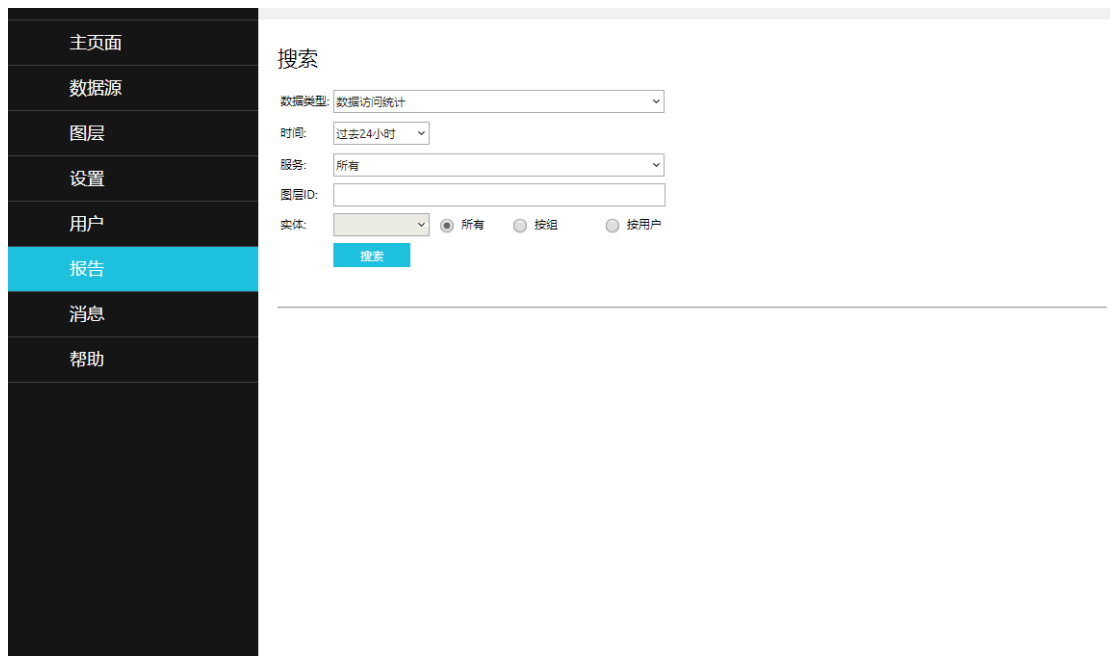 主页面
数据源
图层
设置
用户
报告
消息
帮助
搜索
数据类型: 数据访问统计
时间: 过去24小时
服务: 所有
图层ID:
实体: 所有 按组 按用户
搜索